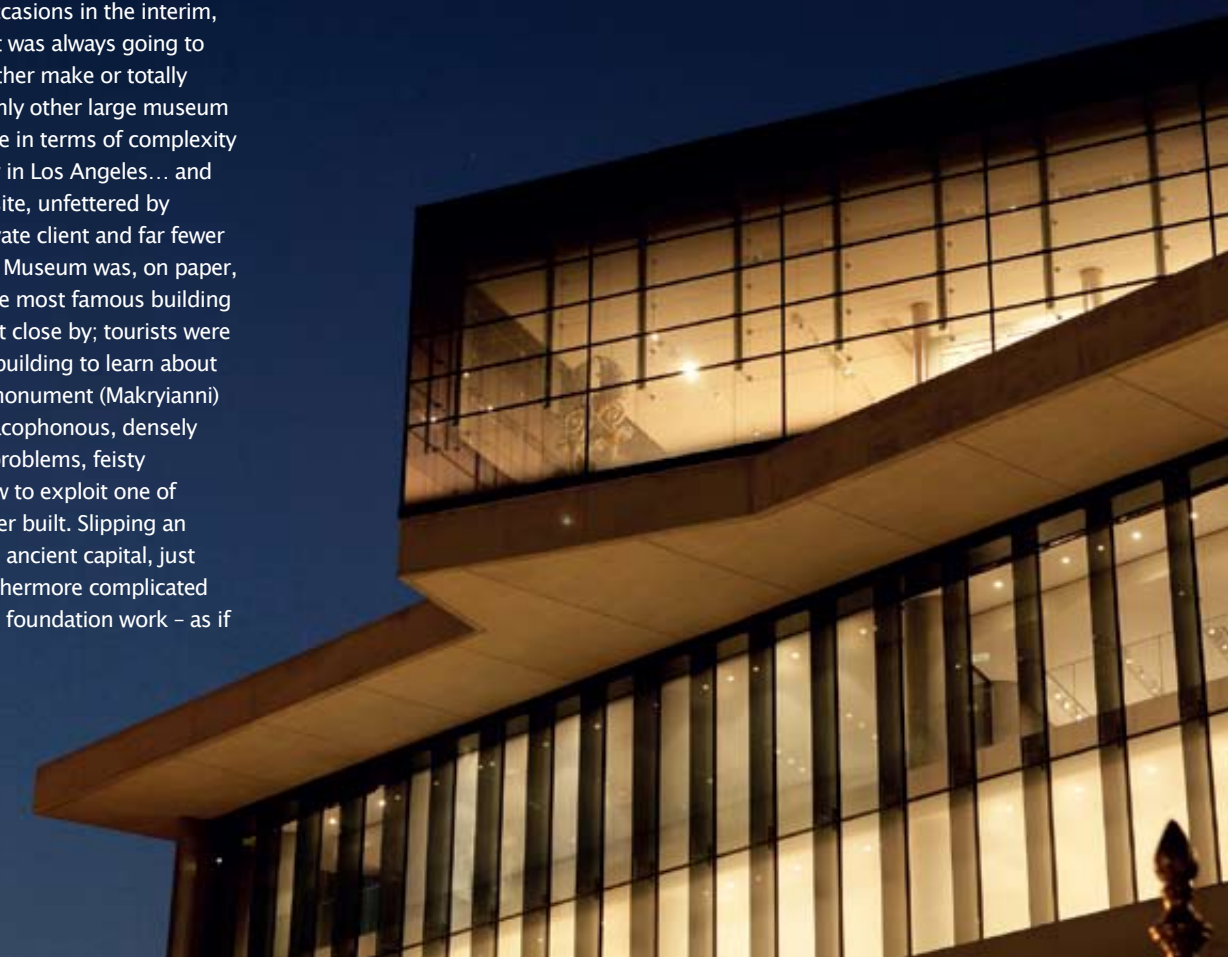 casions in the interim,
was always going to
ther make or totally
nly other large museum
e in terms of complexity
in Los Angeles… and
ite, unfettered by
vate client and far fewer
Museum was, on paper,
e most famous building
t close by; tourists were
building to learn about
monument (Makryianni)
acophonous, densely
problems, feisty
w to exploit one of
er built. Slipping an
ancient capital, just
thermore complicated
foundation work – as if